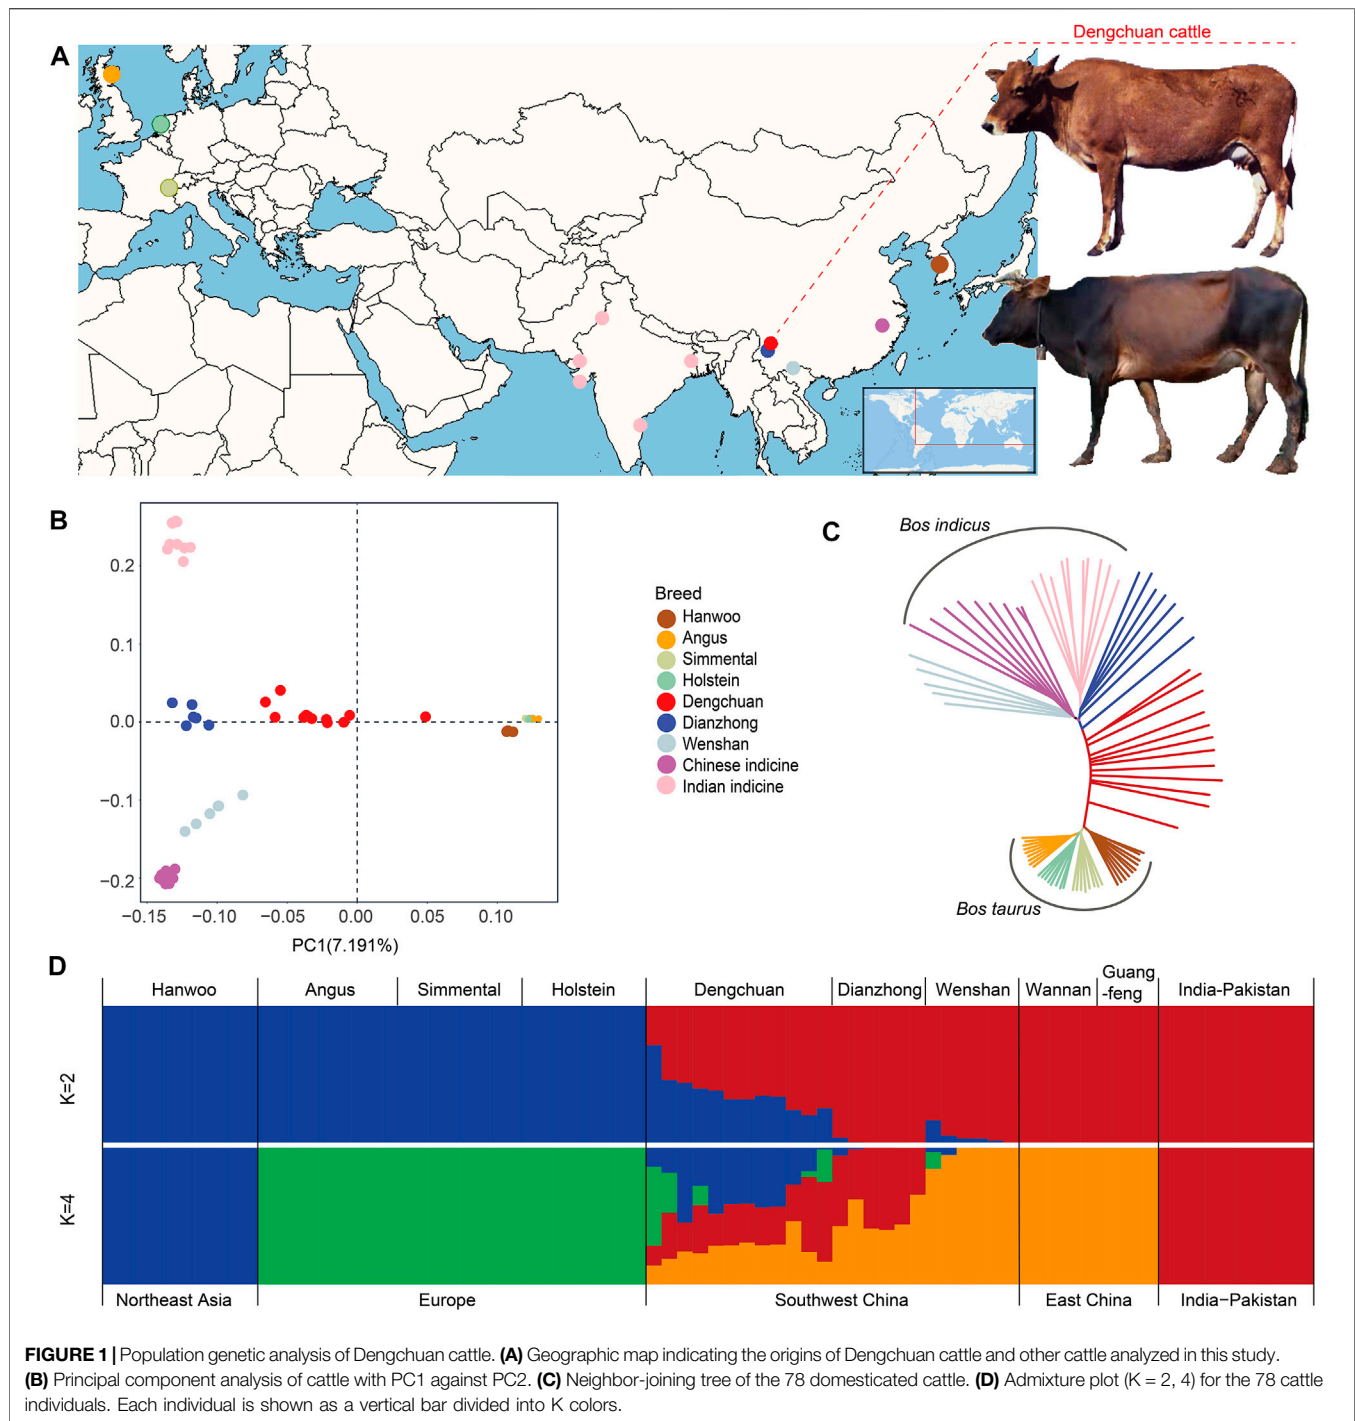 A
Dengchuan cattle
B
0.2
0.1
0.0
−0.1
−0.2
−0.15
−0.10
−0.05
0.00
0.05
0.10
PC1(7.191%)
Breed
Hanwoo
Angus
Simmental
Holstein
Dengchuan
Dianzhong
Wenshan
Chinese indicine
Indian indicine
C
Bos indicus
Bos taurus
D
Hanwoo
Angus
Simmental
Holstein
Dengchuan
Dianzhong
Wenshan
Wannan
Guang
-feng
India-Pakistan
K=2
K=4
Northeast Asia
Europe
Southwest China
East China
India−Pakistan
FIGURE 1 | Population genetic analysis of Dengchuan cattle. (A) Geographic map indicating the origins of Dengchuan cattle and other cattle analyzed in this study.
(B) Principal component analysis of cattle with PC1 against PC2. (C) Neighbor-joining tree of the 78 domesticated cattle. (D) Admixture plot (K = 2, 4) for the 78 cattle
individuals. Each individual is shown as a vertical bar divided into K colors.